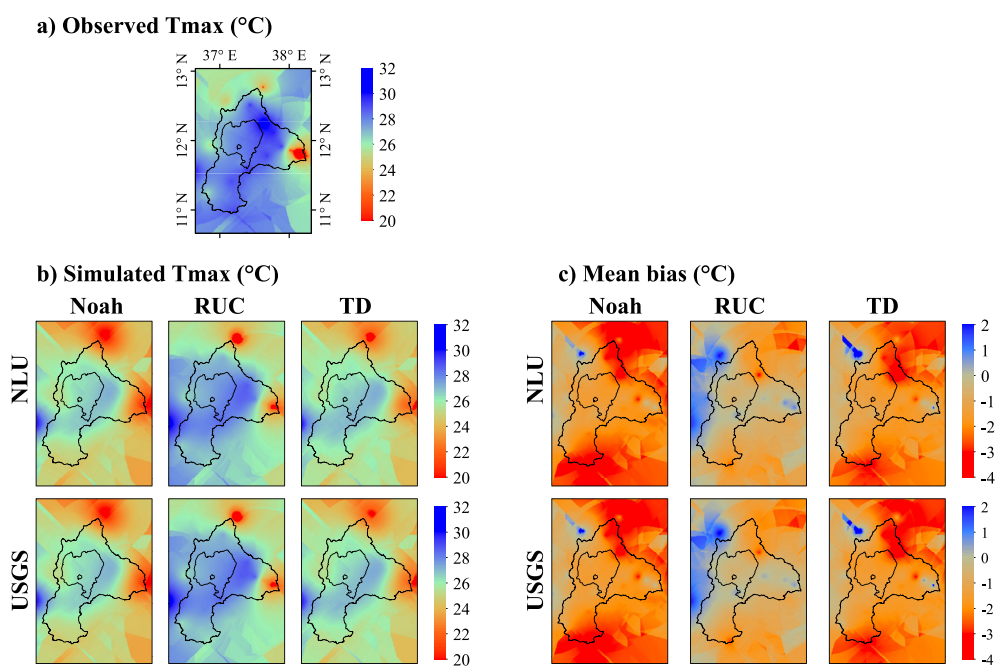 a) Observed Tmax (°C)
37° E 38° E
13° N 13° N
12° N 12° N
11° N 11° N
32
30
28
26
24
22
20
b) Simulated Tmax (°C)
c) Mean bias (°C)
Noah RUC TD
Noah RUC TD
NLU
32
30
28
26
24
22
20
NLU
2
1
0
-1
-2
-3
-4
USGS
32
30
28
26
24
22
20
USGS
2
1
0
-1
-2
-3
-4